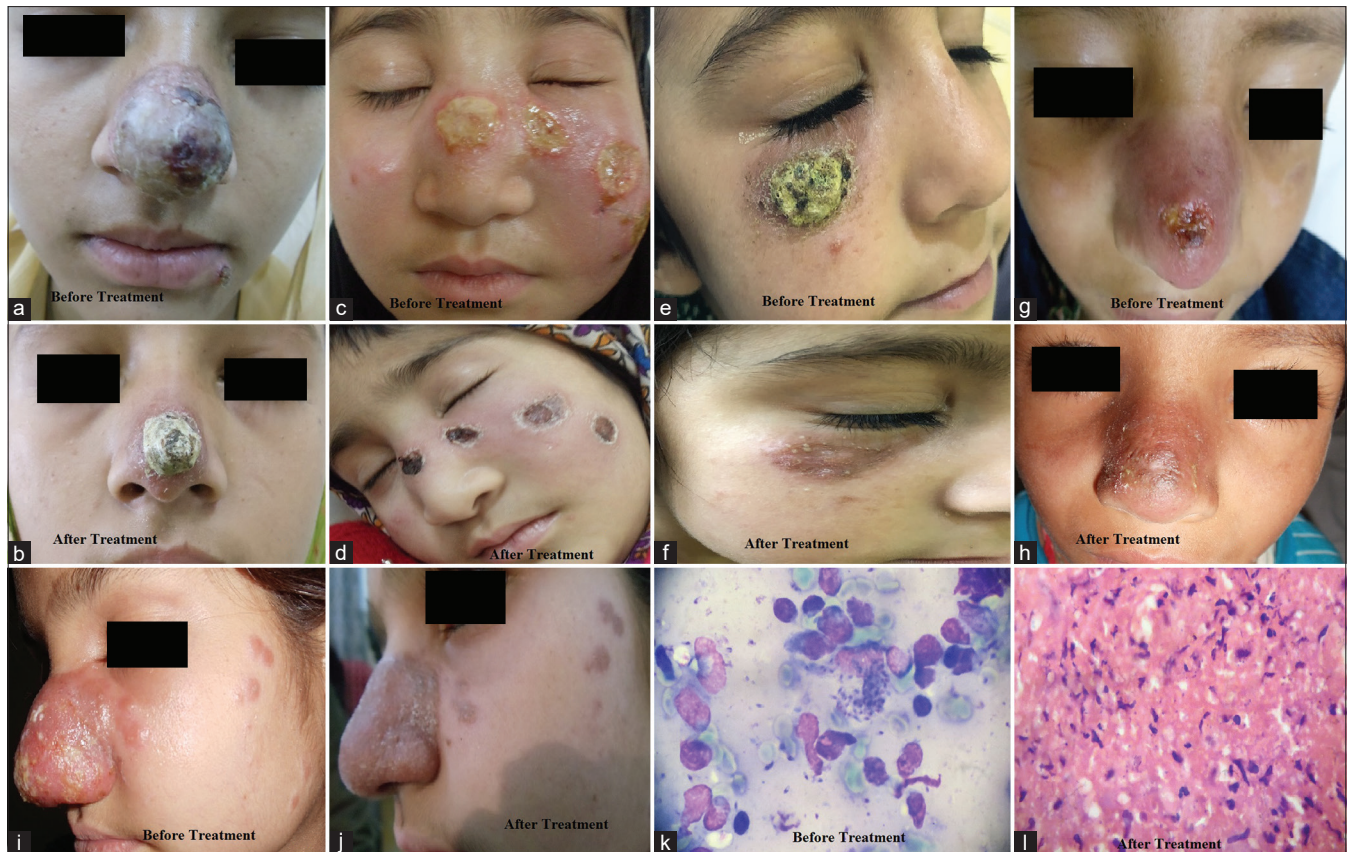 Before Treatment
a
Before Treatment
c
Before Treatment
e
Before Treatment
g
After Treatment
b
After Treatment
d
After Treatment
f
After Treatment
h
Before Treatment
i
After Treatment
j
Before Treatment
k
After Treatment
l